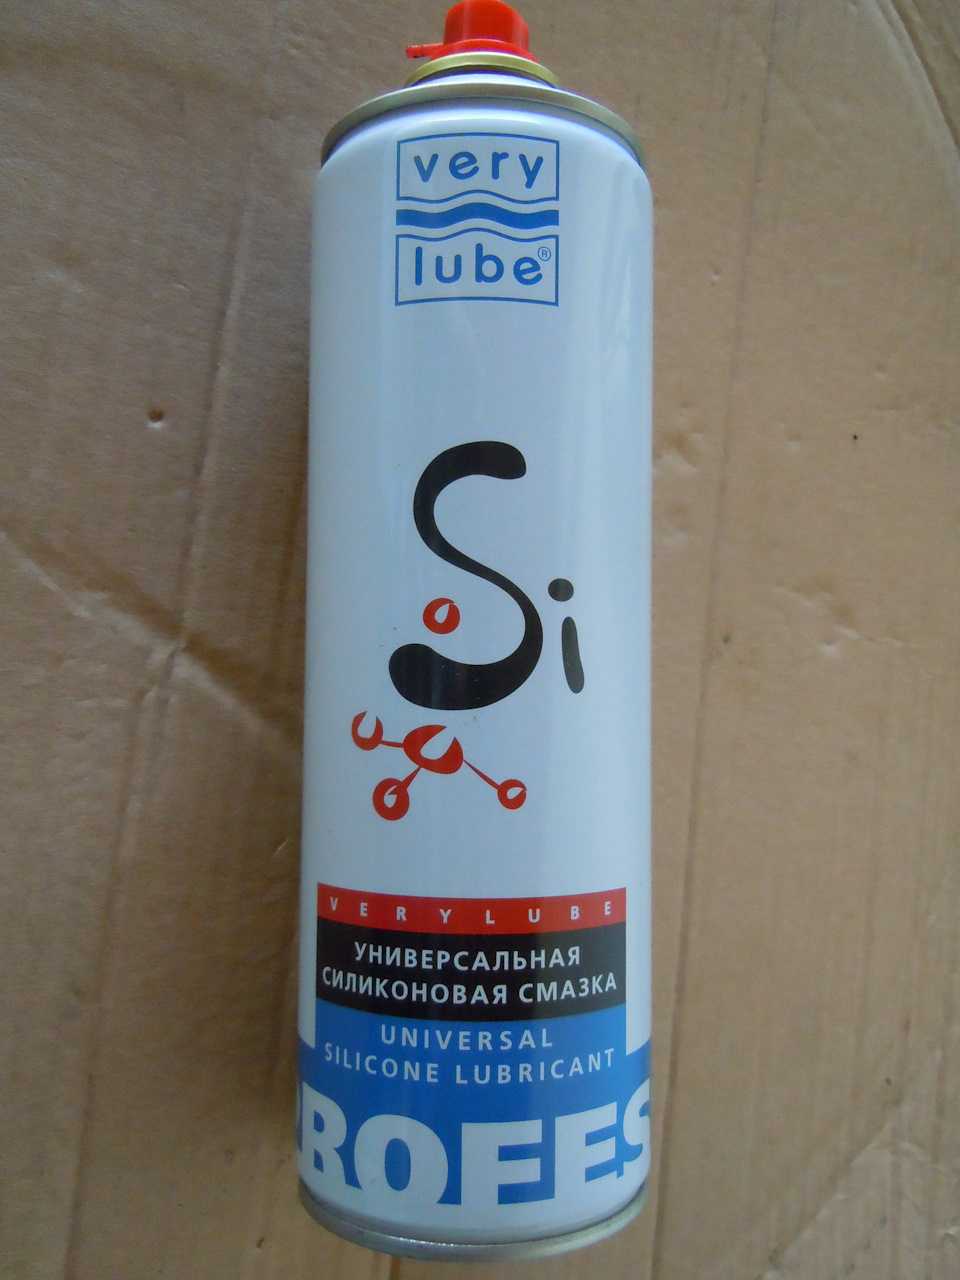 very
lube®
Si
VERYLUBE
УНИВЕРСАЛЬНАЯ
СИЛИКОНОВАЯ СМАЗКА
UNIVERSAL
SILICONE LUBRICANT
ROFES